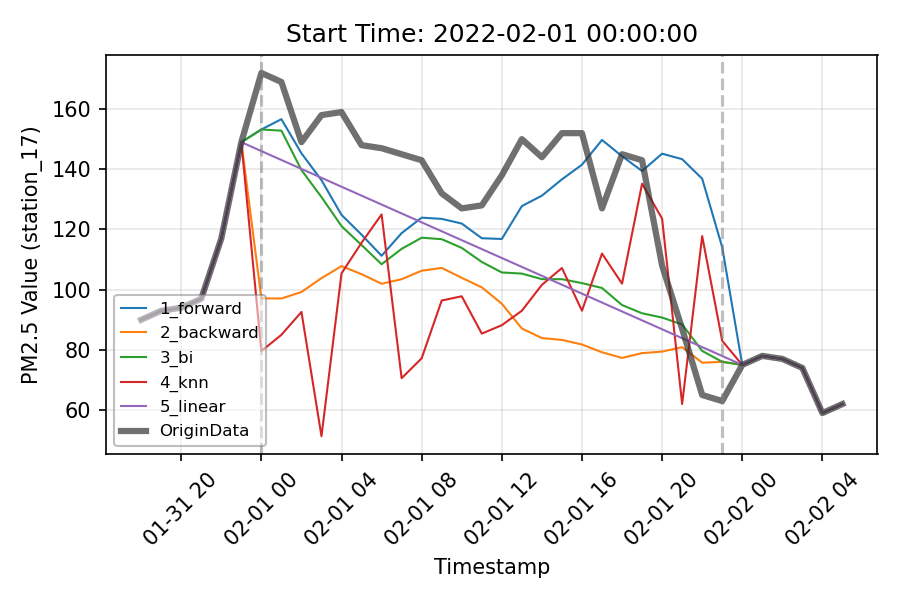 Start Time: 2022-02-01 00:00:00
PM2.5 Value (station_17)
160
140
120
100
80
60
1_forward
2_backward
3_bi
4_knn
5_linear
OriginData
01-31 20
02-01 00
02-01 04
02-01 08
02-01 12
02-01 16
02-01 20
02-02 00
02-02 04
Timestamp